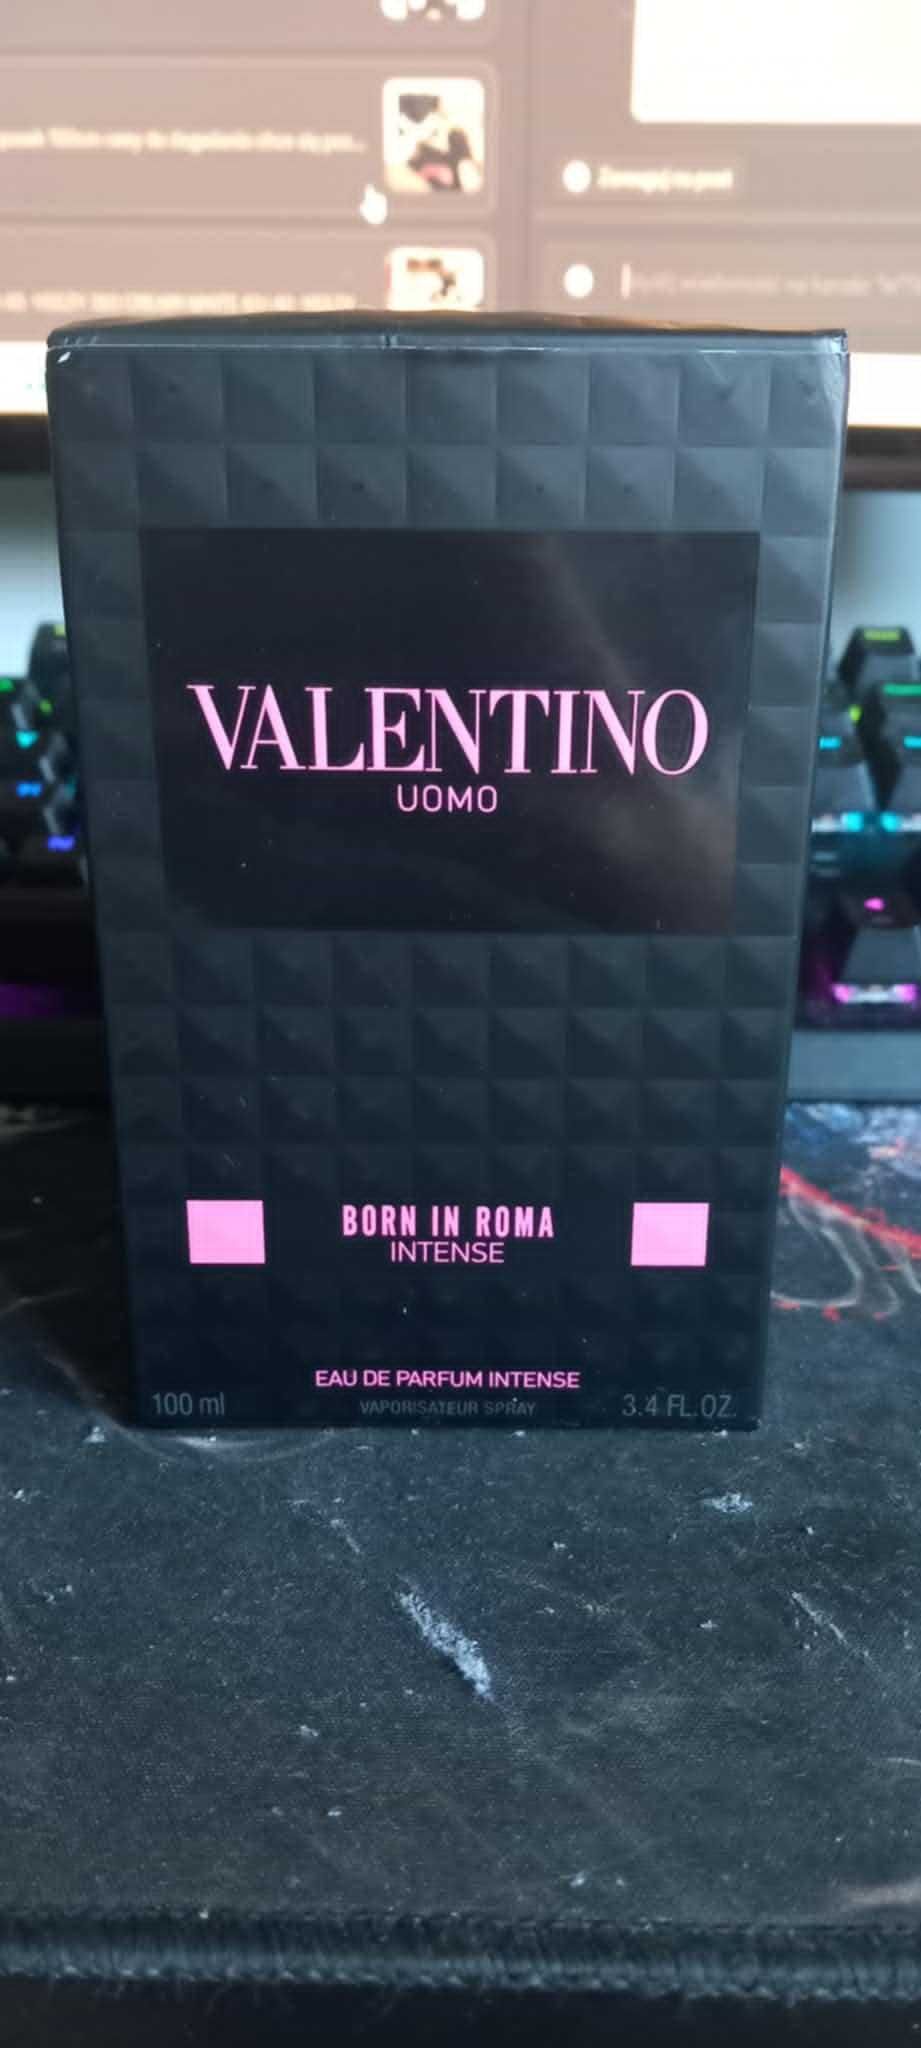 VALENTINO
UOMO
BORN IN ROMA
INTENSE
EAU DE PARFUM INTENSE
100 ml VAPORISATEUR SPRAY 3.4 FL.OZ.